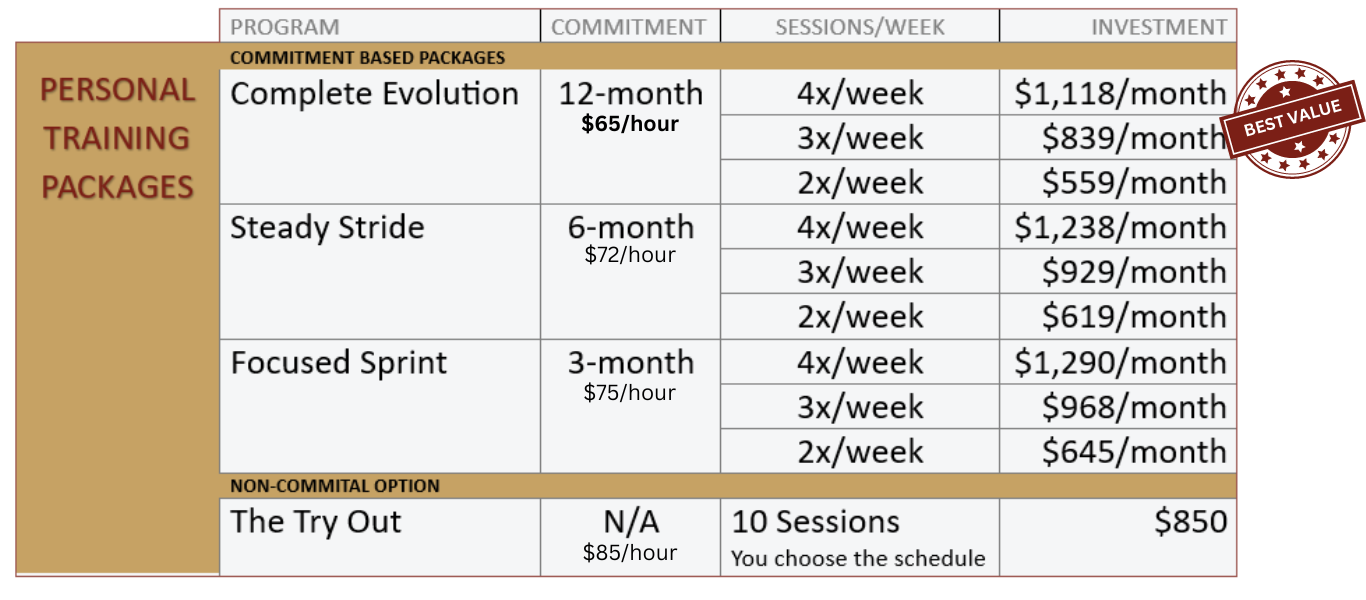 PROGRAM COMMITMENT SESSIONS/WEEK INVESTMENT
COMMITMENT BASED PACKAGES
PERSONAL
TRAINING
PACKAGES
Complete Evolution 12-month 4x/week $1,118/month
$65/hour
3x/week $839/month
2x/week $559/month
BEST VALUE
Steady Stride 6-month 4x/week $1,238/month
$72/hour
3x/week $929/month
2x/week $619/month
Focused Sprint 3-month 4x/week $1,290/month
$75/hour
3x/week $968/month
2x/week $645/month
NON-COMMITAL OPTION
The Try Out N/A 10 Sessions $850
$85/hour You choose the schedule